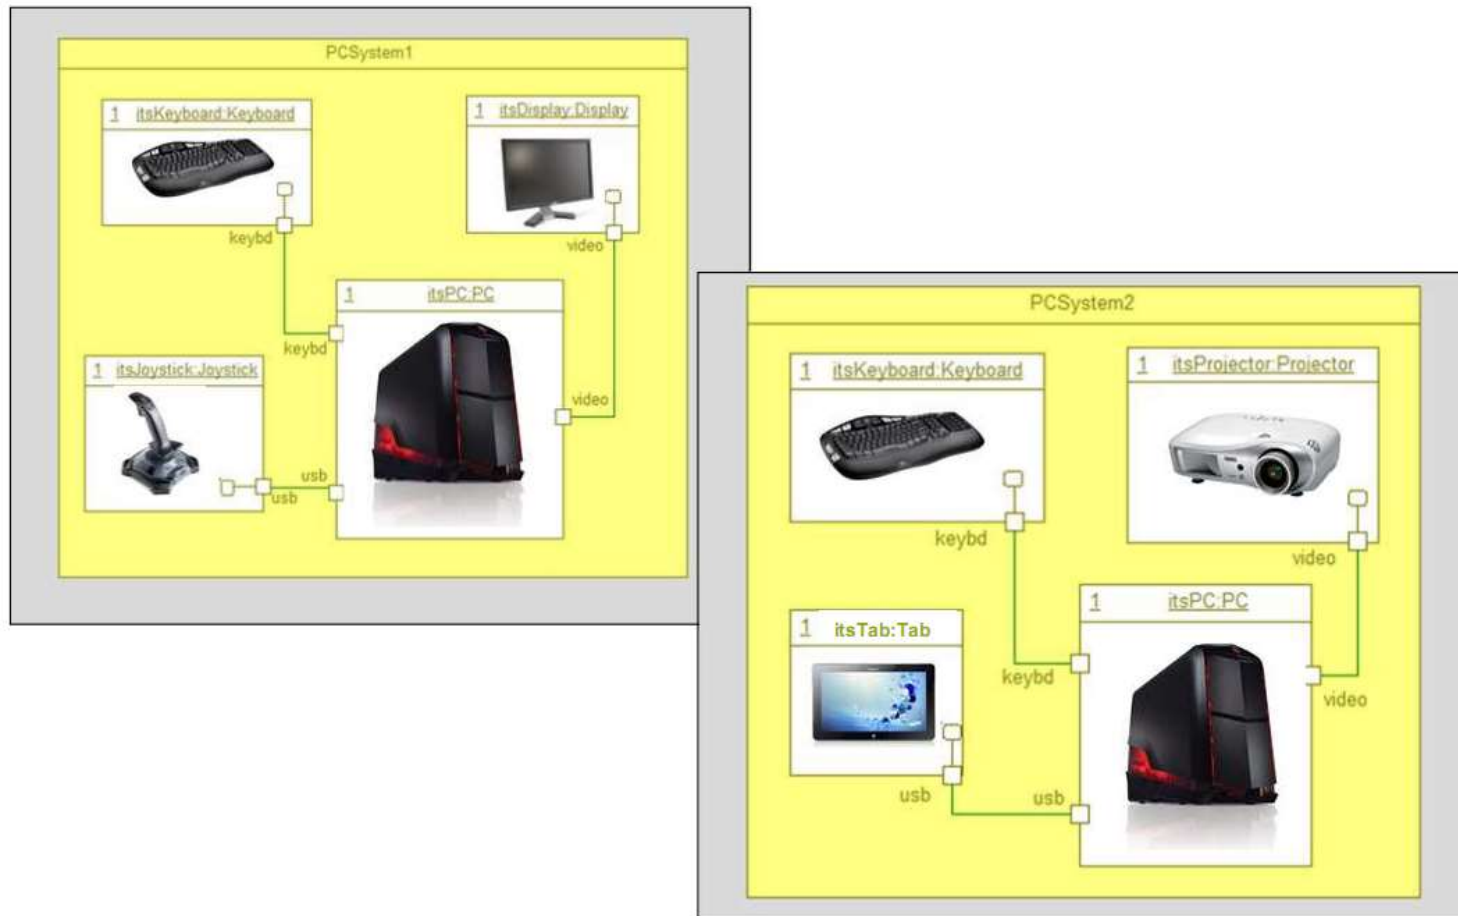 PCSystem1
1 itsKeyboard:Keyboard
1 itsDisplay:Display
keybd
video
1 itsPC:PC
keybd
video
1 itsJoystick:Joystick
usb
usb
PCSystem2
1 itsKeyboard:Keyboard
1 itsProjector:Projector
keybd
video
1 itsPC:PC
1 itsTab:Tab
keybd
video
usb
usb